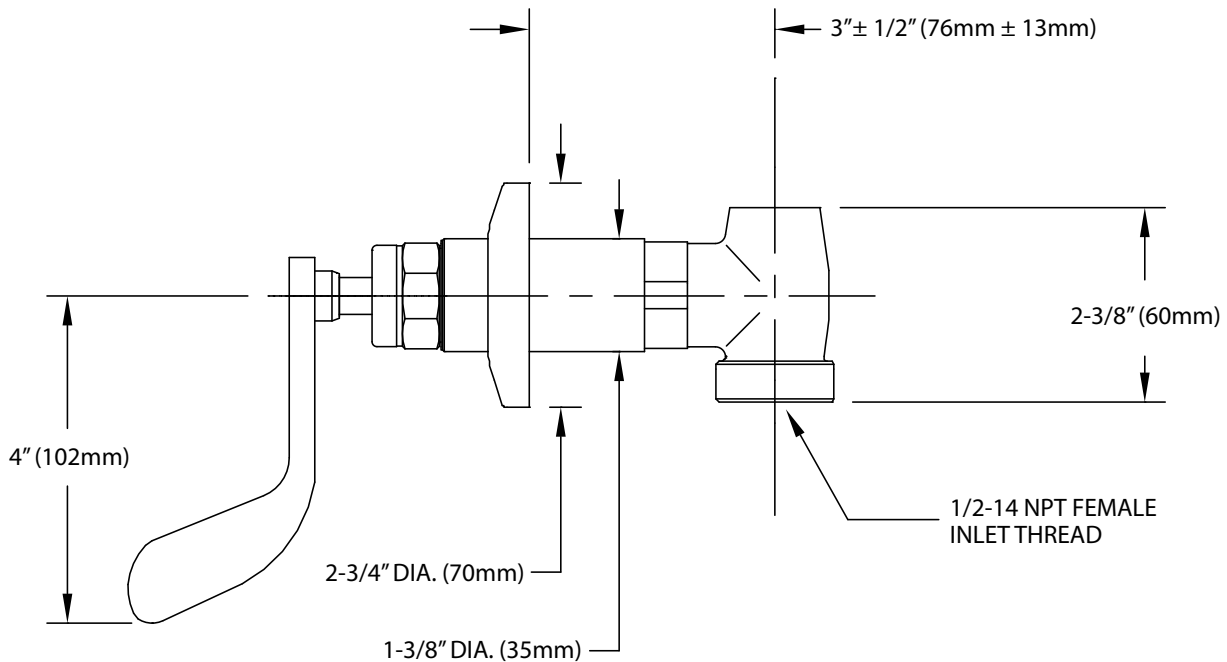 3″± 1/2″ (76mm ± 13mm)
2-3/8″ (60mm)
4″ (102mm)
1/2-14 NPT FEMALE
INLET THREAD
2-3/4″ DIA. (70mm)
1-3/8″ DIA. (35mm)